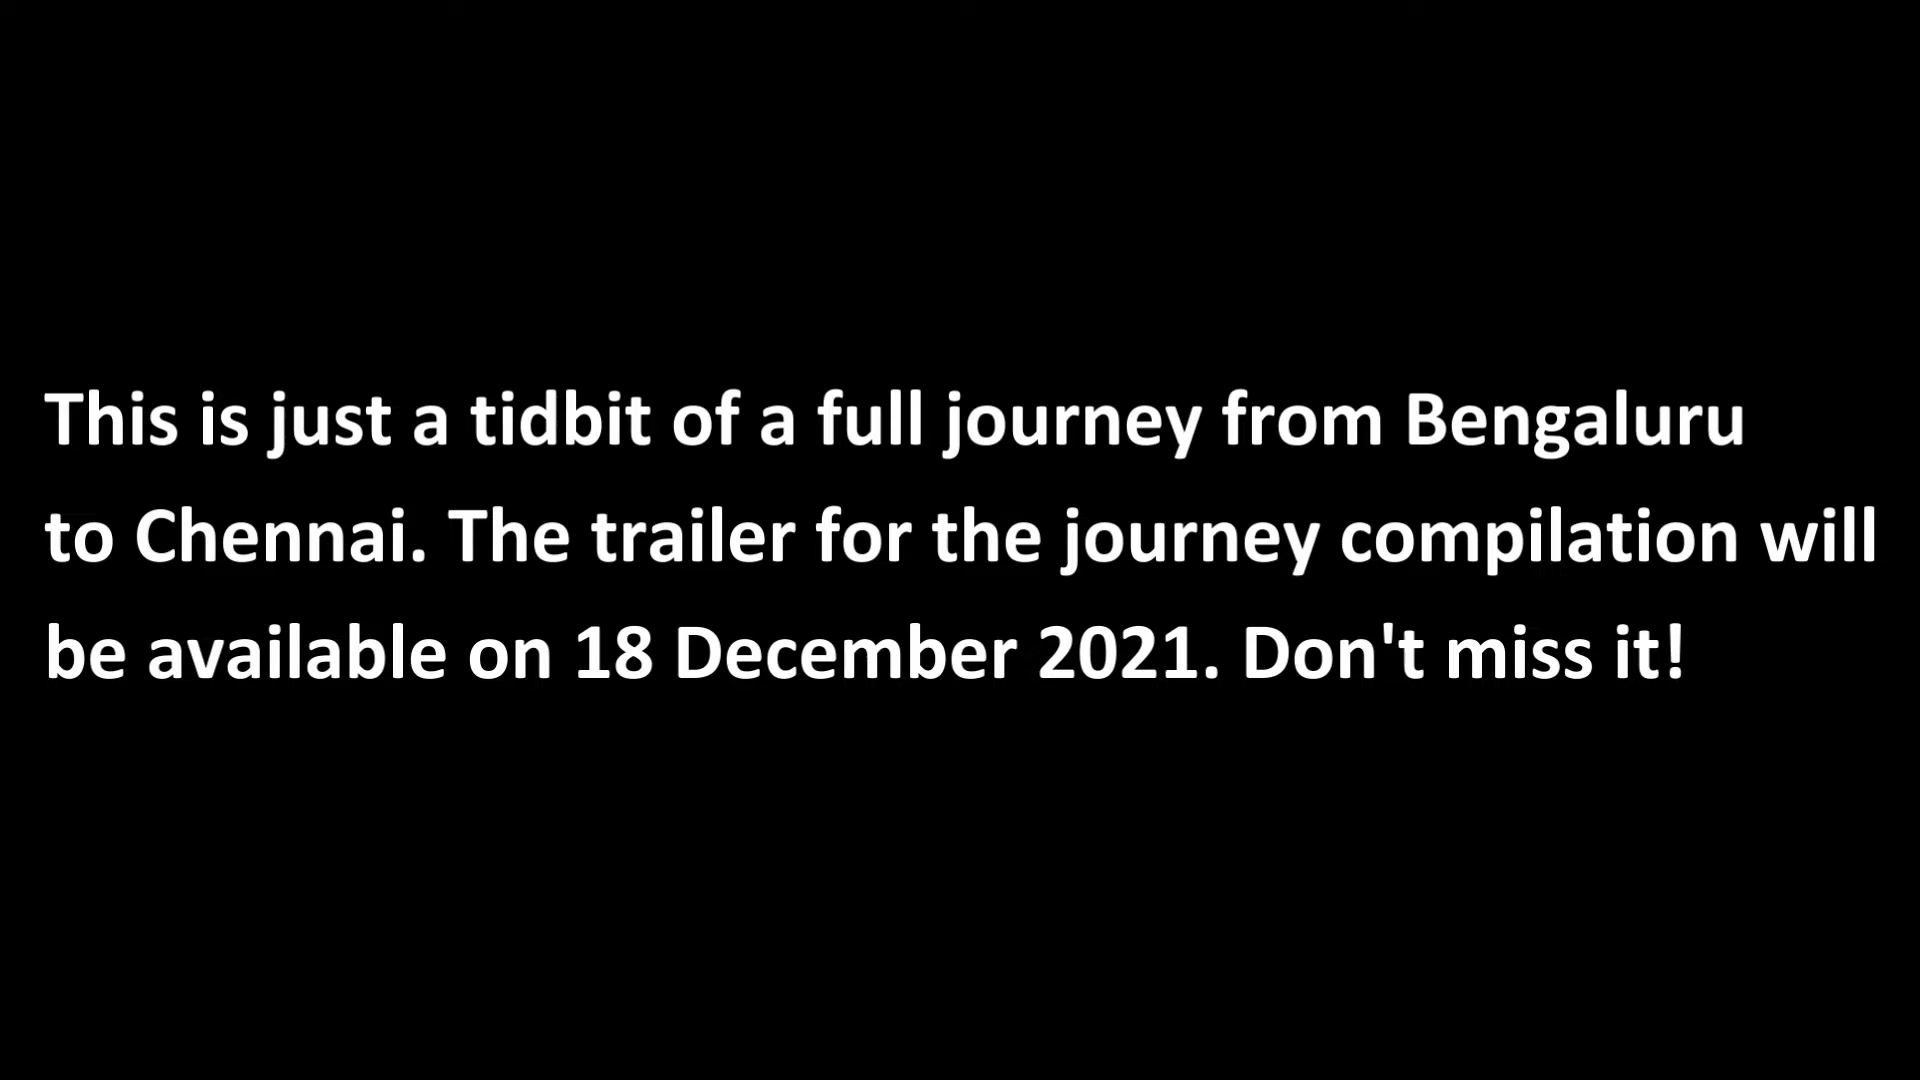 This is just a tidbit of a full journey from Bengaluru
to Chennai. The trailer for the journey compilation will
be available on 18 December 2021. Don't miss it!